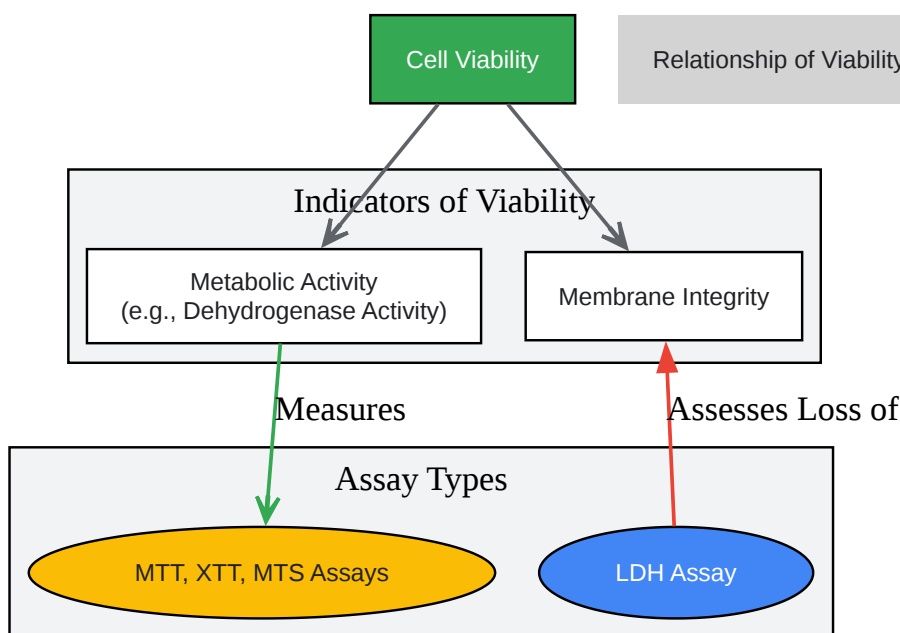 Cell Viability
Relationship of Viability
Indicators of Viability
Metabolic Activity
(e.g., Dehydrogenase Activity)
Membrane Integrity
Measures
Assesses Loss of
Assay Types
MTT, XTT, MTS Assays
LDH Assay